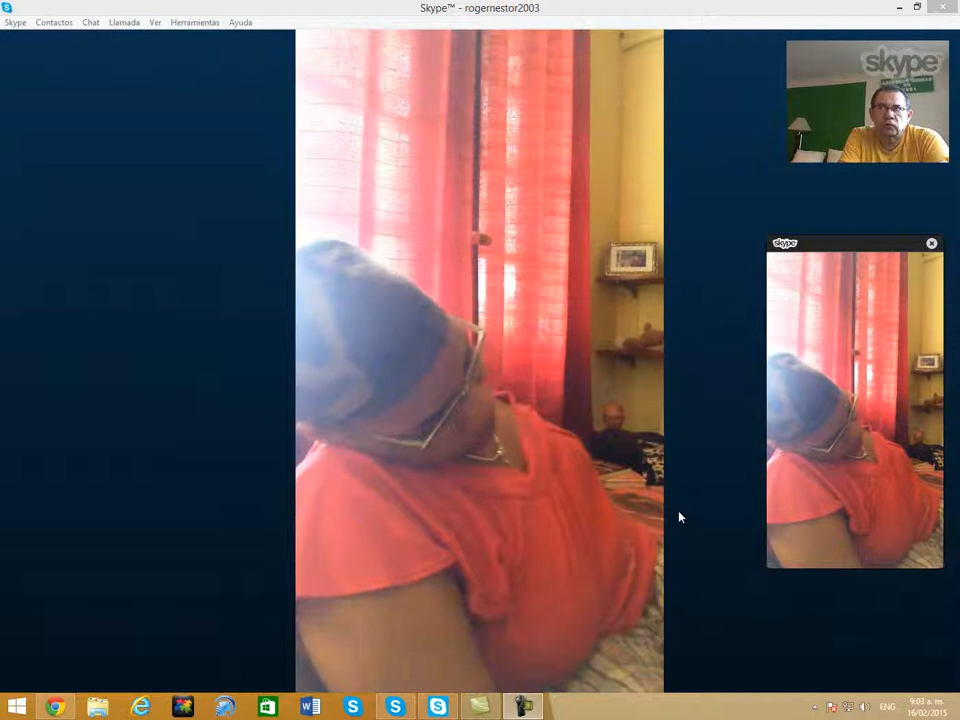 Skype™ - rogernestor2003
Skype Contactos Chat Llamada Ver Herramientas Ayuda
skype
skype
ENG
9:03 a. m.
16/02/2015